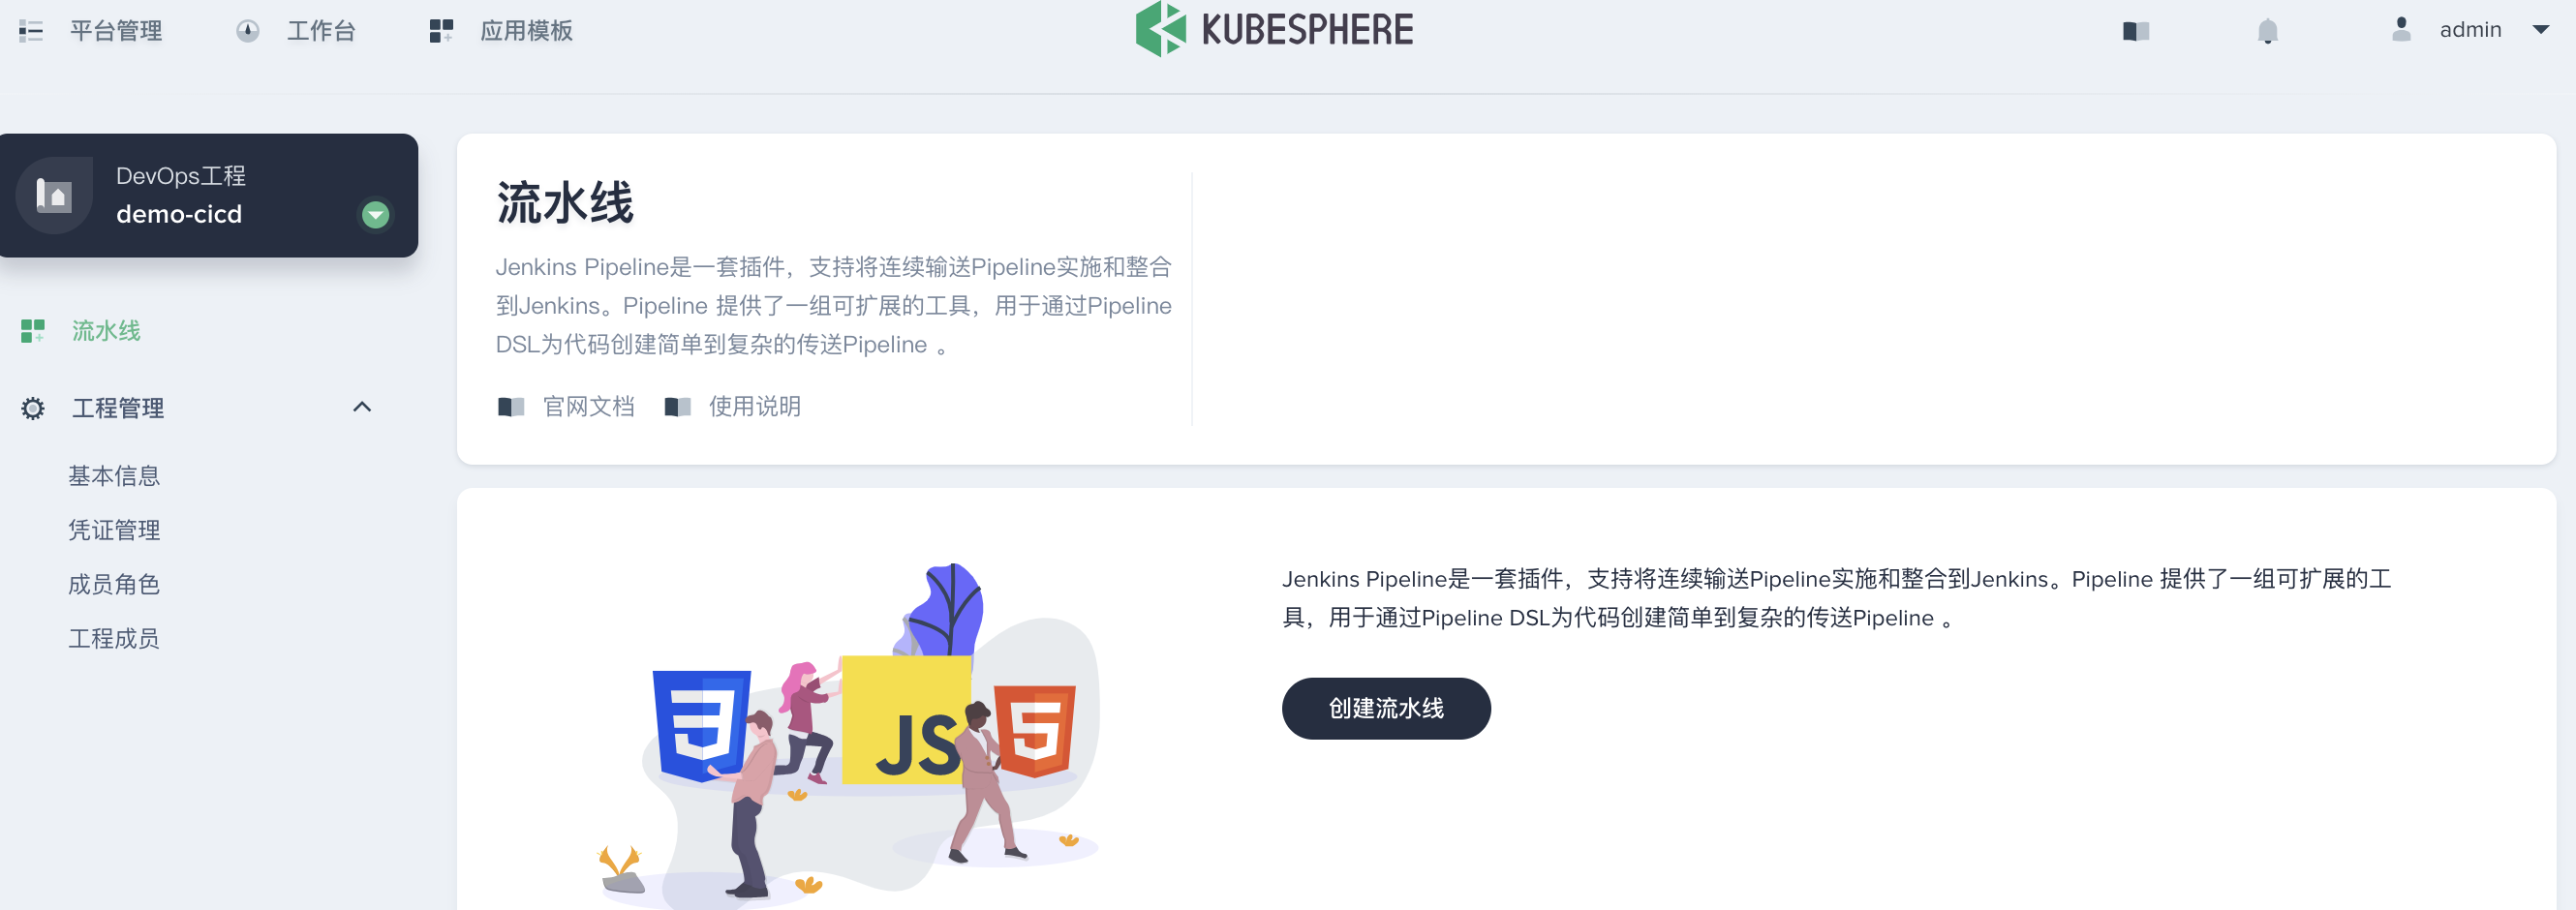 平台管理
工作台
应用模板
KUBESPHERE
admin
DevOps工程
demo-cicd
流水线
工程管理
基本信息
凭证管理
成员角色
工程成员
流水线
Jenkins Pipeline是一套插件，支持将连续输送Pipeline实施和整合
到Jenkins。Pipeline 提供了一组可扩展的工具，用于通过Pipeline
DSL为代码创建简单到复杂的传送Pipeline 。
官网文档
使用说明
JS
Jenkins Pipeline是一套插件，支持将连续输送Pipeline实施和整合到Jenkins。Pipeline 提供了一组可扩展的工
具，用于通过Pipeline DSL为代码创建简单到复杂的传送Pipeline 。
创建流水线